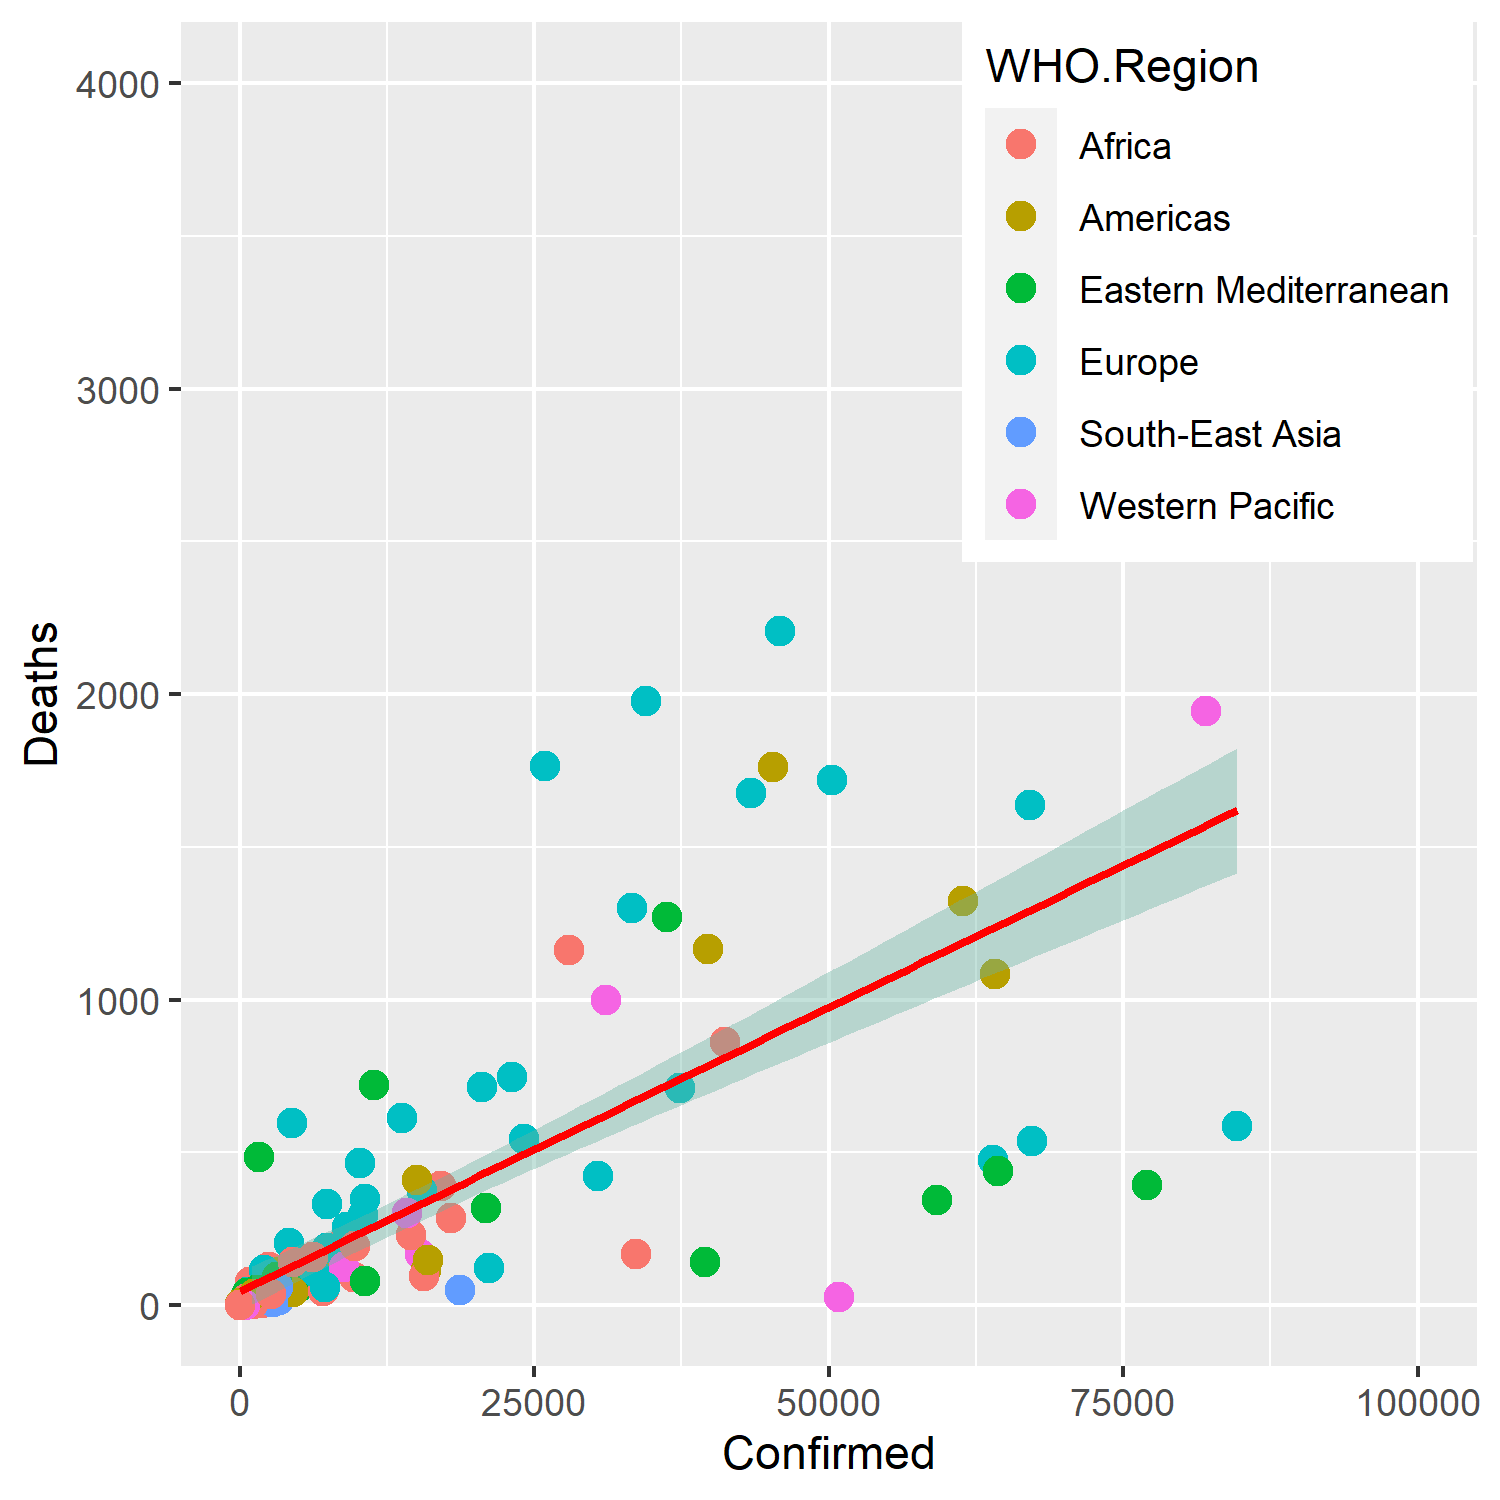 WHO.Region
Africa
Americas
Eastern Mediterranean
Europe
South-East Asia
Western Pacific
4000
3000
2000
1000
0
Deaths
0 25000 50000 75000 100000
Confirmed